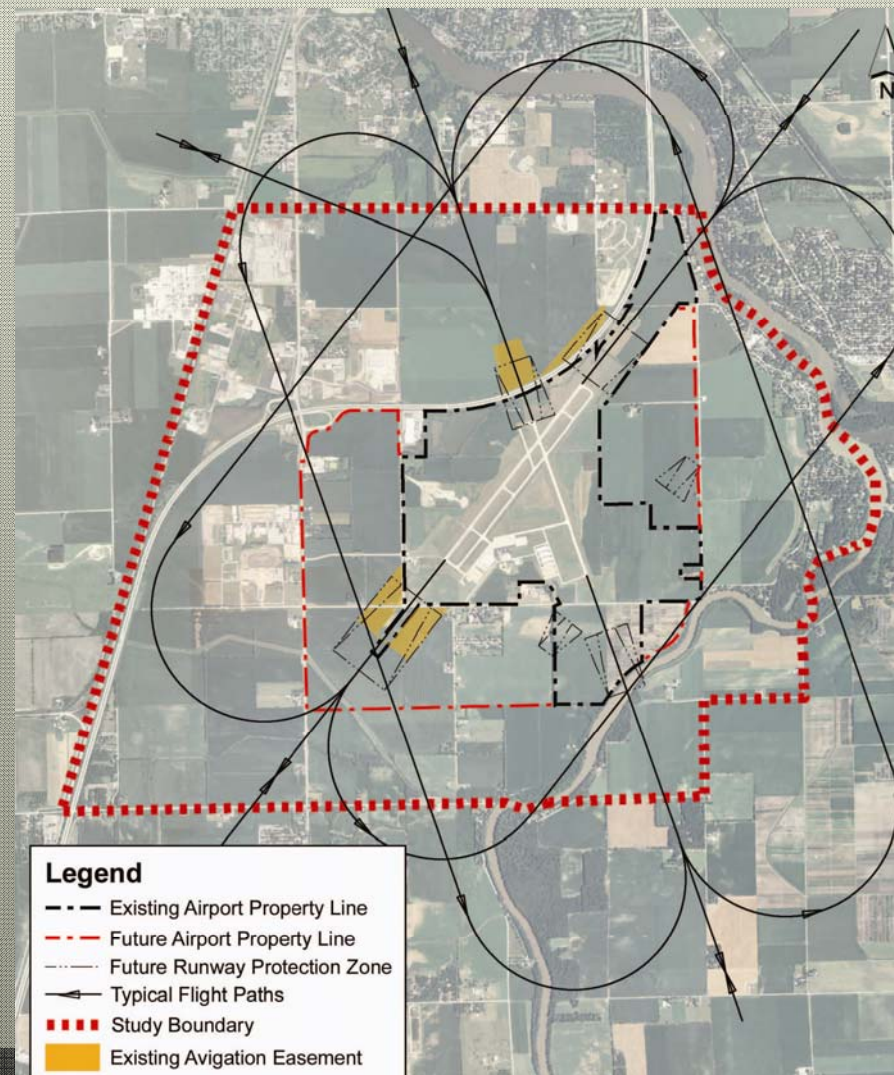 N
Legend
Existing Airport Property Line
Future Airport Property Line
Future Runway Protection Zone
Typical Flight Paths
Study Boundary
Existing Avigation Easement